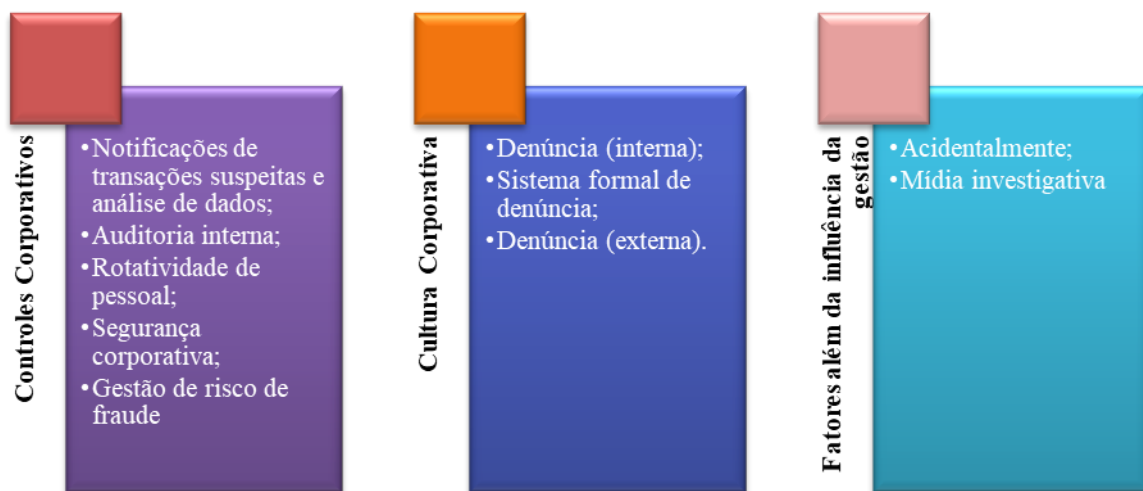 Controles Corporativos
•Notificações de
transações suspeitas e
análise de dados;
•Auditoria interna;
•Rotatividade de
pessoal;
•Segurança
corporativa;
•Gestão de risco de
fraude
Cultura Corporativa
•Denúncia (interna);
•Sistema formal de
denúncia;
•Denúncia (externa).
Fatores além da influência da
gestão
•Acidentalmente;
•Mídia investigativa